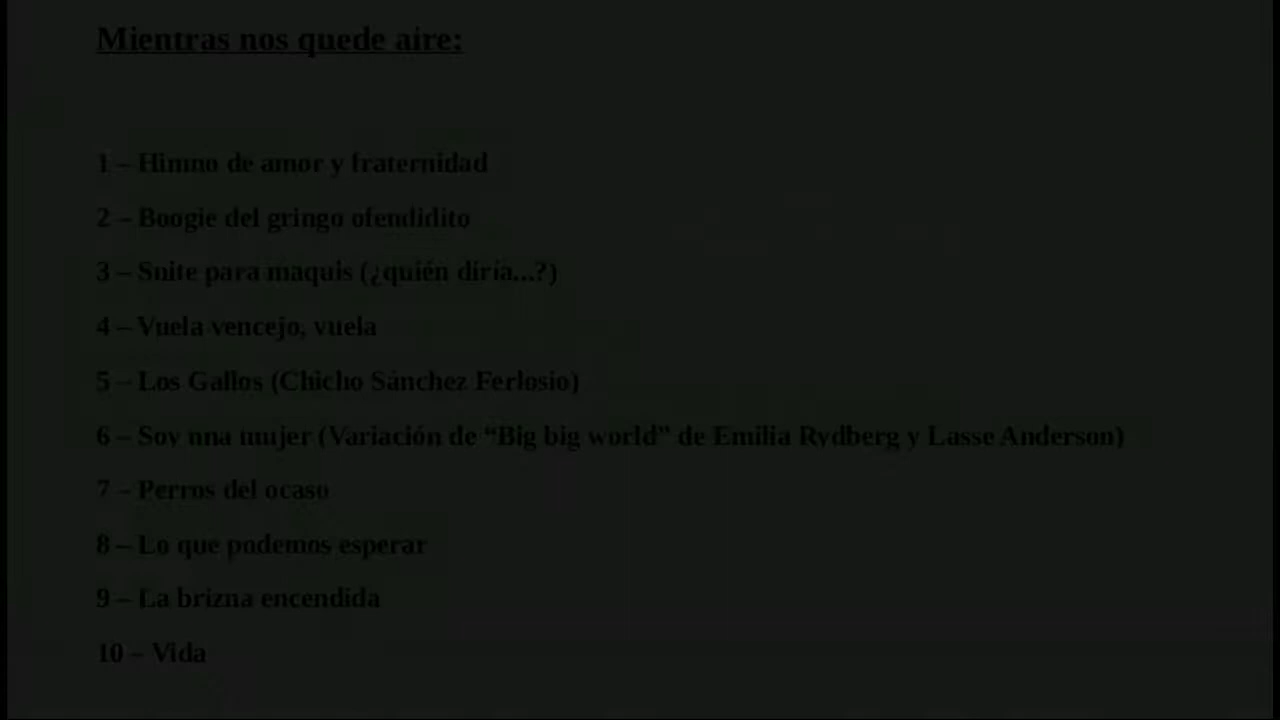 Mientras nos quede aire:
1 – Himno de amor y fraternidad
2 – Boogie del gringo ofendidito
3 – Suite para maquis (¿quién diría...?)
4 – Vuela vencejo, vuela
5 – Los Gallos (Chicho Sánchez Ferlosio)
6 – Soy una mujer (Variación de “Big big world” de Emilia Rydberg y Lasse Anderson)
7 – Perros del ocaso
8 – Lo que podemos esperar
9 – La brizna encendida
10 – Vida